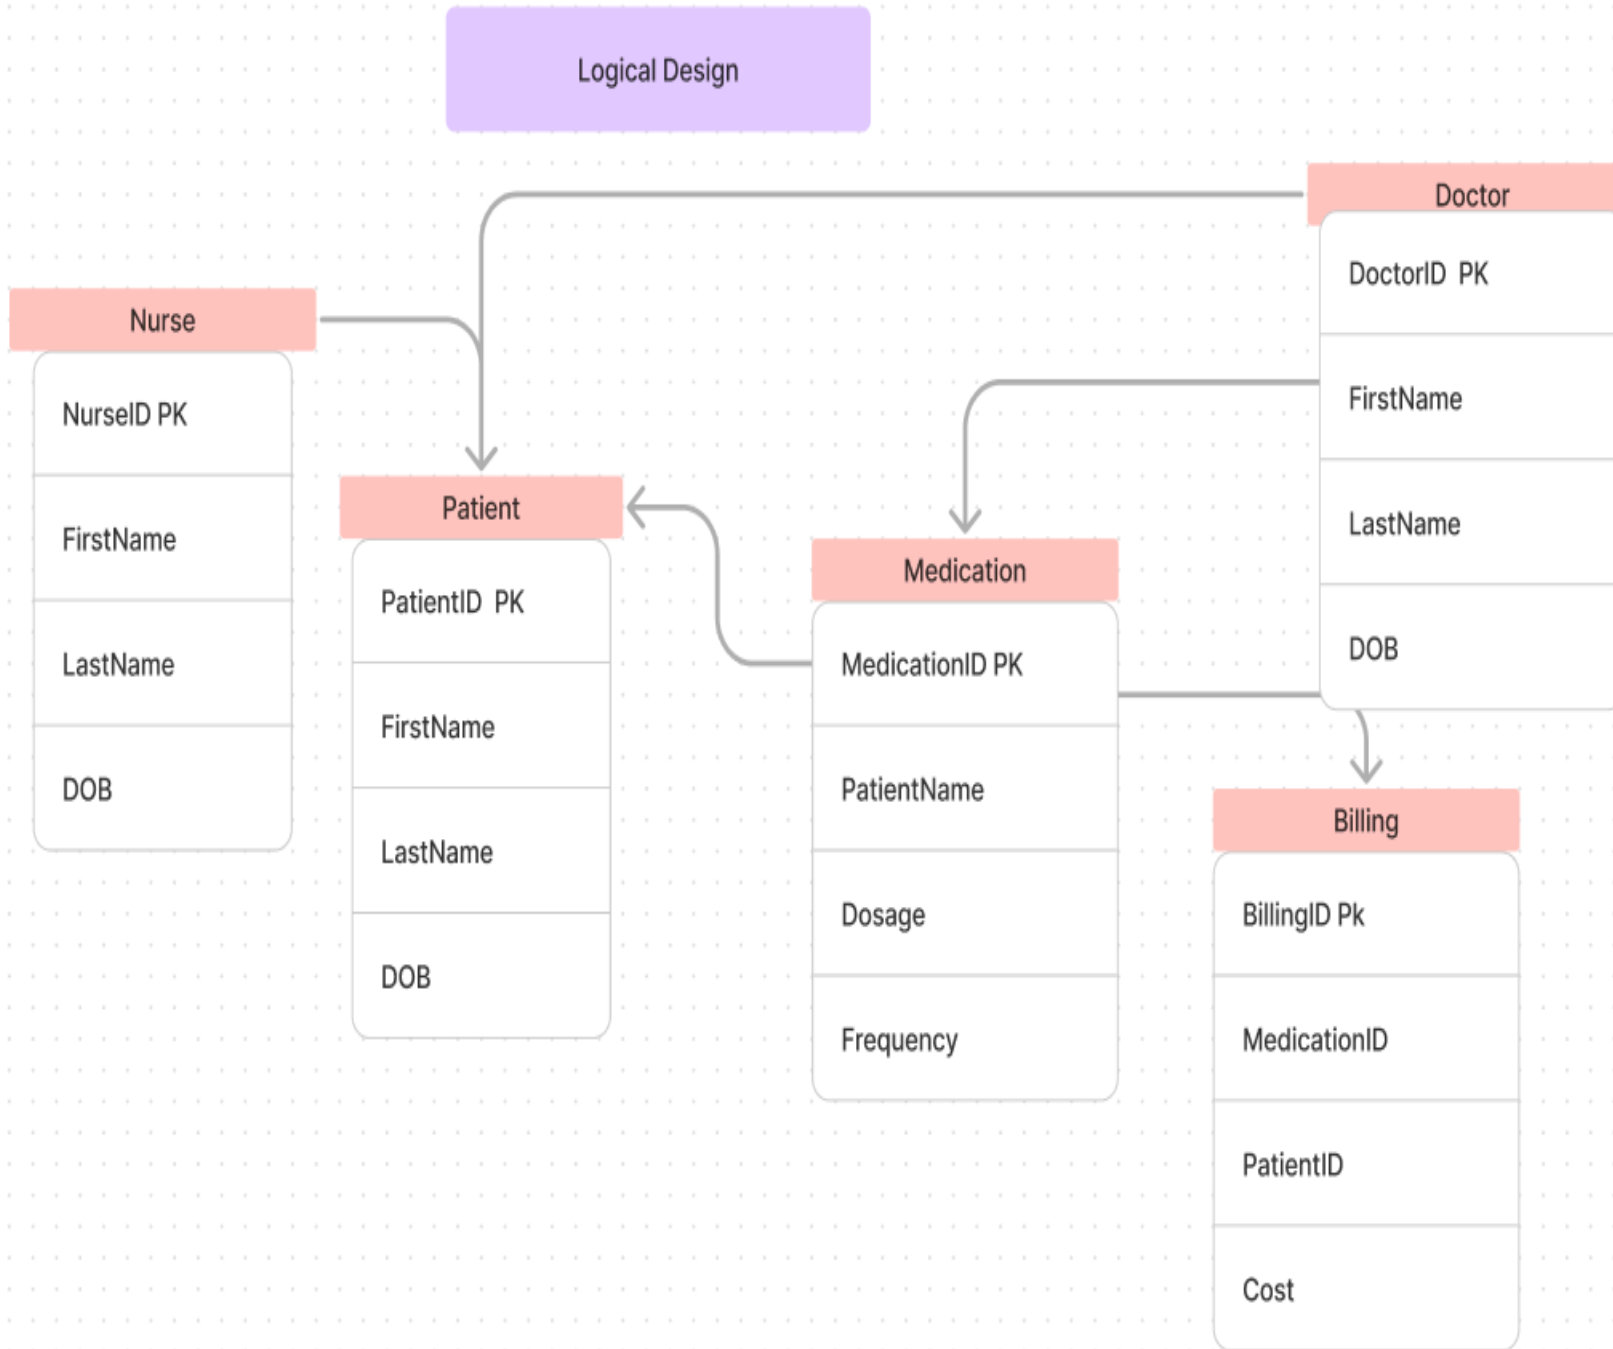 Logical Design
Doctor
DoctorID  PK
FirstName
LastName
DOB
Nurse
NurseID PK
FirstName
LastName
DOB
Patient
PatientID  PK
FirstName
LastName
DOB
Medication
MedicationID PK
PatientName
Dosage
Frequency
Billing
BillingID Pk
MedicationID
PatientID
Cost